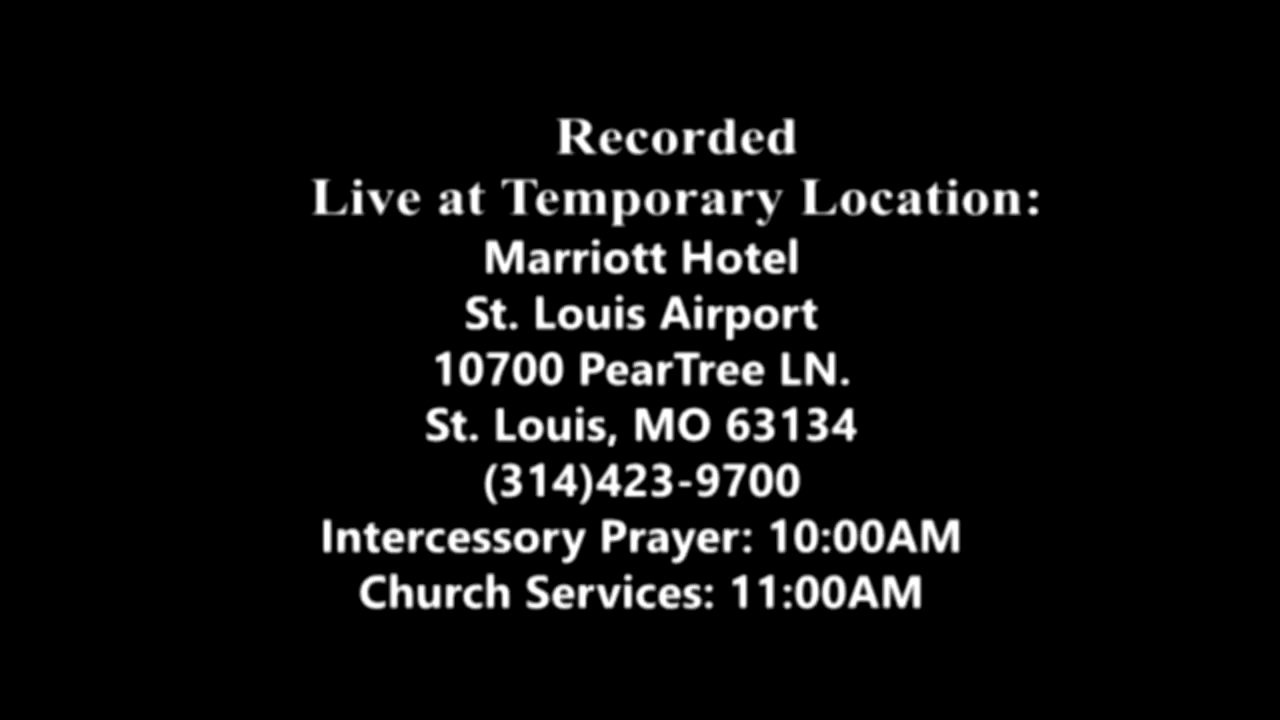 Recorded
Live at Temporary Location:
Marriott Hotel
St. Louis Airport
10700 PearTree LN.
St. Louis, MO 63134
(314)423-9700
Intercessory Prayer: 10:00AM
Church Services: 11:00AM